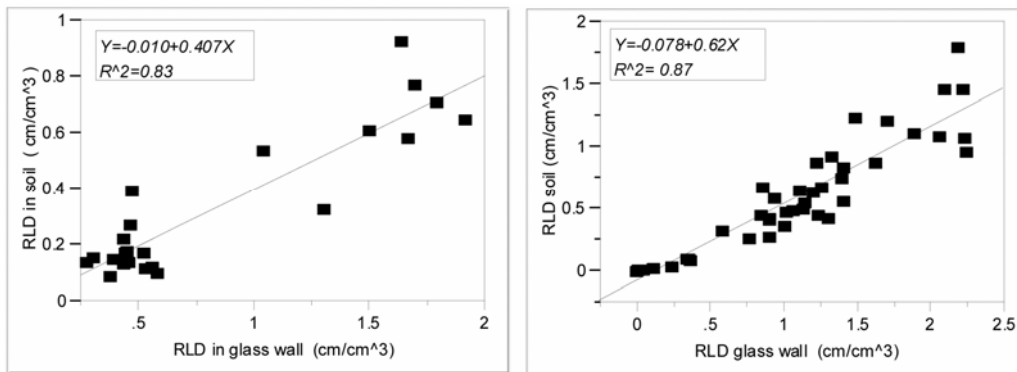 Y=-0.010+0.407X
R^2=0.83
RLD in soil ( cm/cm^3 )
1
0.8
0.6
0.4
0.2
0
.5
1
1.5
2
RLD in glass wall (cm/cm^3)
Y=-0.078+0.62X
R^2= 0.87
RLD soil (cm/cm^3)
2
1.5
1
0.5
0
0
.5
1
1.5
2
2.5
RLD glass wall (cm/cm^3)